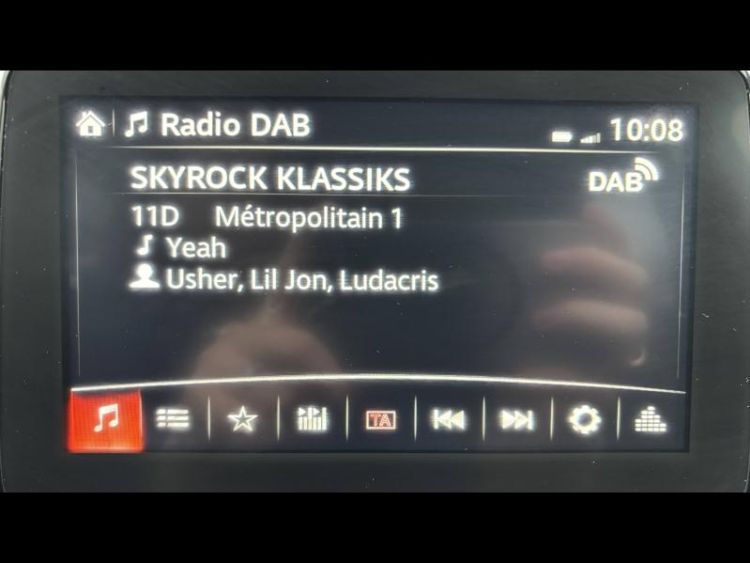 Radio DAB 10:08
SKYROCK KLASSIKS DAB
11D Métropolitain 1
Yeah
Usher, Lil Jon, Ludacris
TA